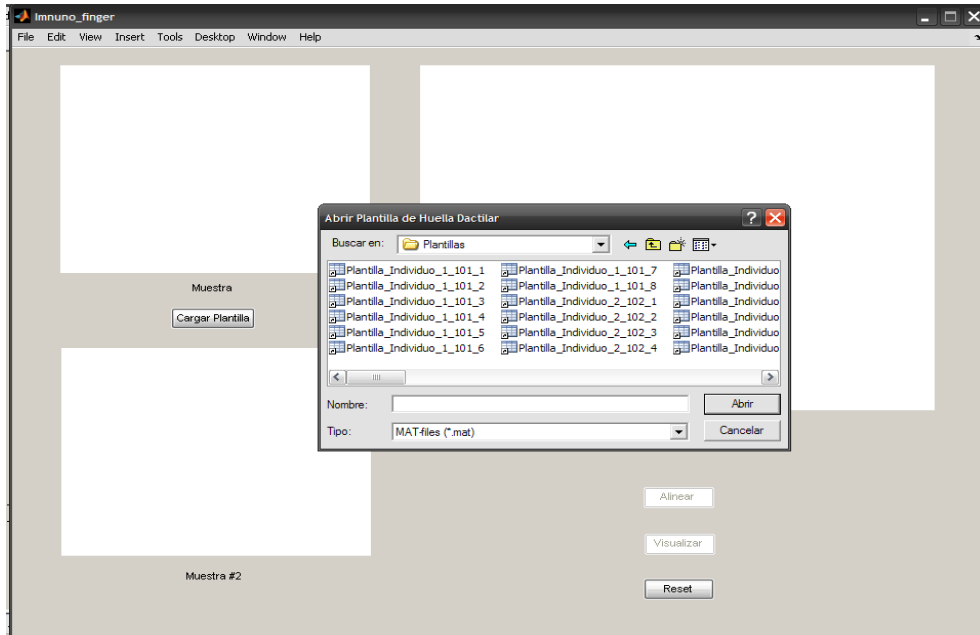 Imnuno_finger
File Edit View Insert Tools Desktop Window Help
Muestra
Cargar Plantilla
Muestra #2
Abrir Plantilla de Huella Dactilar
Buscar en: Plantillas
Plantilla_Individuo_1_101_1 Plantilla_Individuo_1_101_7 Plantilla_Individuo
Plantilla_Individuo_1_101_2 Plantilla_Individuo_1_101_8 Plantilla_Individuo
Plantilla_Individuo_1_101_3 Plantilla_Individuo_2_102_1 Plantilla_Individuo
Plantilla_Individuo_1_101_4 Plantilla_Individuo_2_102_2 Plantilla_Individuo
Plantilla_Individuo_1_101_5 Plantilla_Individuo_2_102_3 Plantilla_Individuo
Plantilla_Individuo_1_101_6 Plantilla_Individuo_2_102_4 Plantilla_Individuo
Nombre: Abrir
Tipo: MAT-files (*.mat) Cancelar
Alinear
Visualizar
Reset